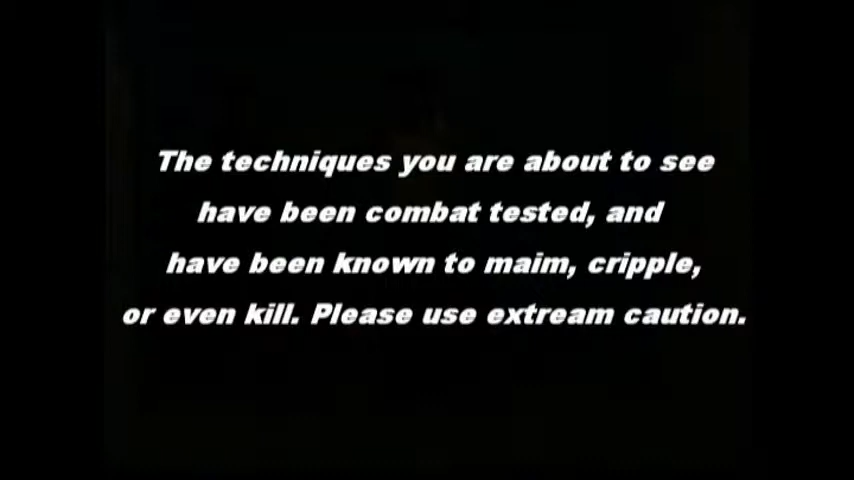 The techniques you are about to see
have been combat tested, and
have been known to maim, cripple,
or even kill. Please use extream caution.